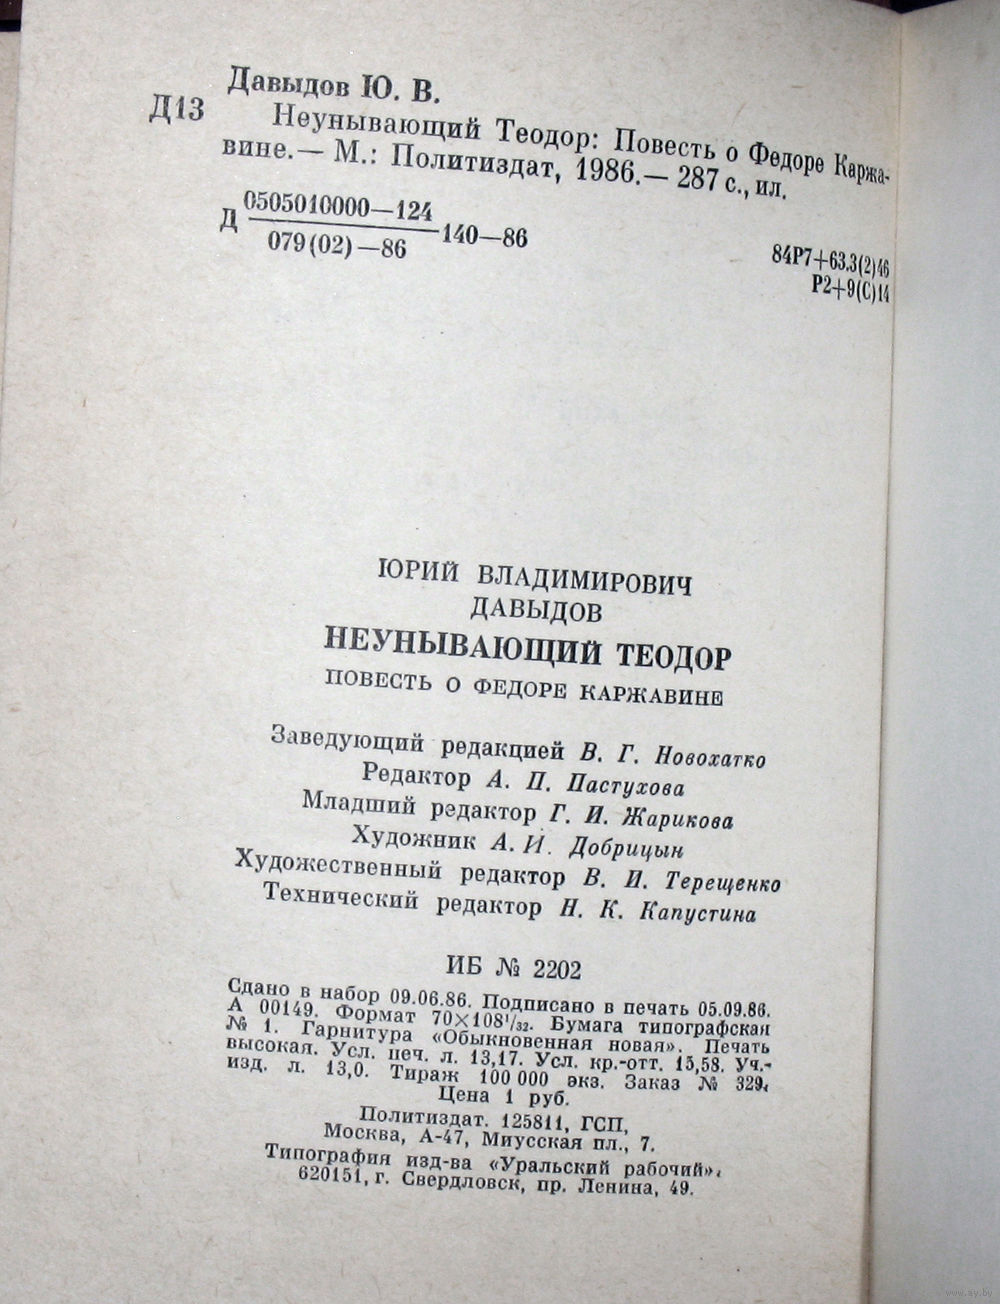 Давыдов Ю. В.
Д13 Неунывающий Теодор: Повесть о Федоре Каржа-
вине.— М.: Политиздат, 1986.— 287 с., ил.
Д 0505010000—124
079(02)—86 140—86
84Р7+63.3(2)46
Р2+9(С)14
ЮРИЙ ВЛАДИМИРОВИЧ
ДАВЫДОВ
НЕУНЫВАЮЩИЙ ТЕОДОР
ПОВЕСТЬ О ФЕДОРЕ КАРЖАВИНЕ
Заведующий редакцией В. Г. Новохатко
Редактор А. П. Пастухова
Младший редактор Г. И. Жарикова
Художник А. И. Добрицын
Художественный редактор В. И. Терещенко
Технический редактор Н. К. Капустина
ИБ № 2202
Сдано в набор 09.06.86. Подписано в печать 05.09.86.
А 00149. Формат 70×108¹/₃₂. Бумага типографская
№ 1. Гарнитура «Обыкновенная новая». Печать
высокая. Усл. печ. л. 13,17. Усл. кр.-отт. 15,58. Уч.-
изд. л. 13,0. Тираж 100 000 экз. Заказ № 329.
Цена 1 руб.
Политиздат. 125811, ГСП,
Москва, А-47, Миусская пл., 7.
Типография изд-ва «Уральский рабочий».
620151, г. Свердловск, пр. Ленина, 49.
www.ay.by